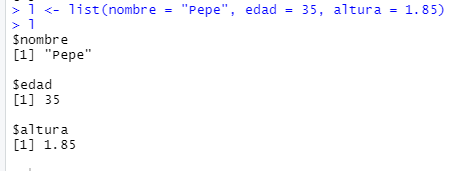 > l <- list(nombre = "Pepe", edad = 35, altura = 1.85)
> l
$nombre
[1] "Pepe"

$edad
[1] 35

$altura
[1] 1.85